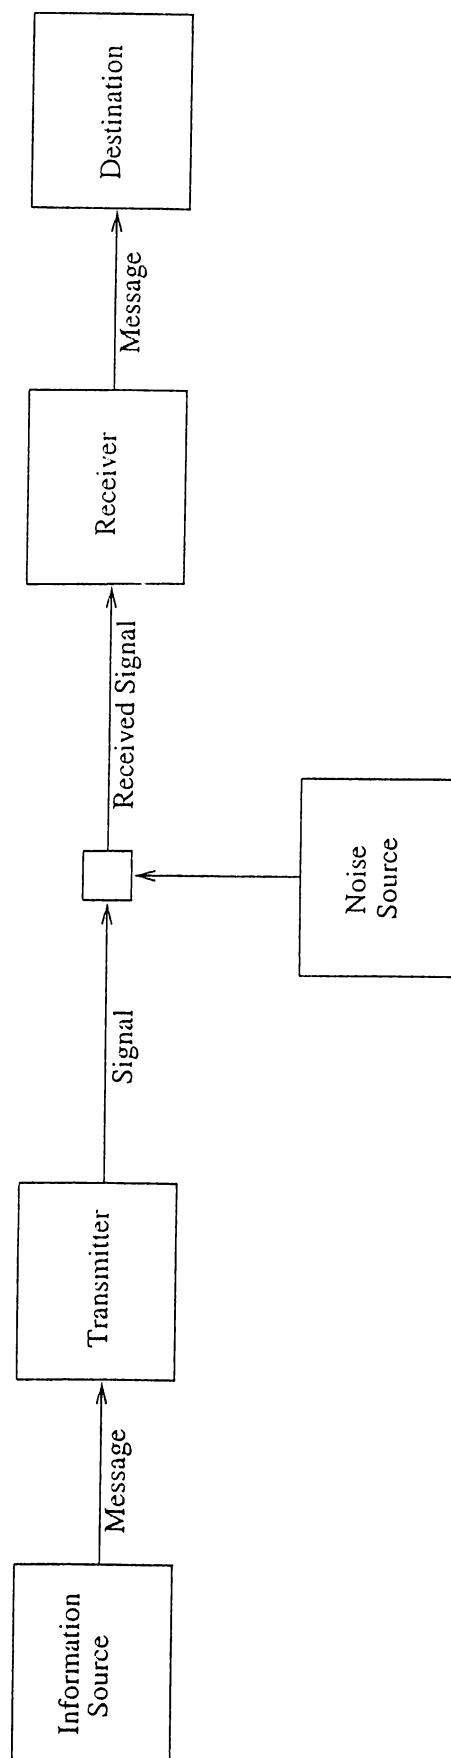 Information
Source
Message
Transmitter
Signal
Noise
Source
Received Signal
Receiver
Message
Destination